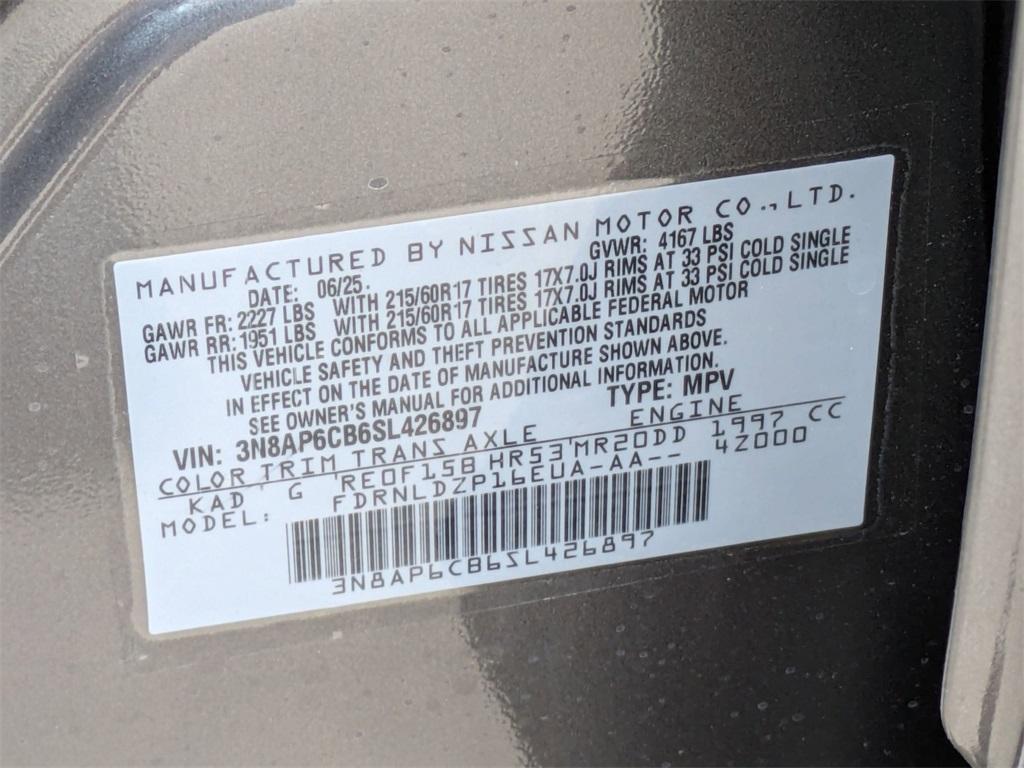 MANUFACTURED BY NISSAN MOTOR CO.,LTD.
DATE: 06/25. GVWR: 4167 LBS
GAWR FR: 2227 LBS WITH 215/60R17 TIRES 17X7.0J RIMS AT 33 PSI COLD SINGLE
GAWR RR: 1951 LBS WITH 215/60R17 TIRES 17X7.0J RIMS AT 33 PSI COLD SINGLE
THIS VEHICLE CONFORMS TO ALL APPLICABLE FEDERAL MOTOR
VEHICLE SAFETY AND THEFT PREVENTION STANDARDS
IN EFFECT ON THE DATE OF MANUFACTURE SHOWN ABOVE.
SEE OWNER'S MANUAL FOR ADDITIONAL INFORMATION.
VIN: 3N8AP6CB6SL426897 TYPE: MPV
COLOR TRIM TRANS AXLE ENGINE
KAD G RE0F15B HR53 MR20DD 1997 CC
MODEL: FDRNLDZP16EUA-AA-- 4Z000
3N8AP6CB6SL426897